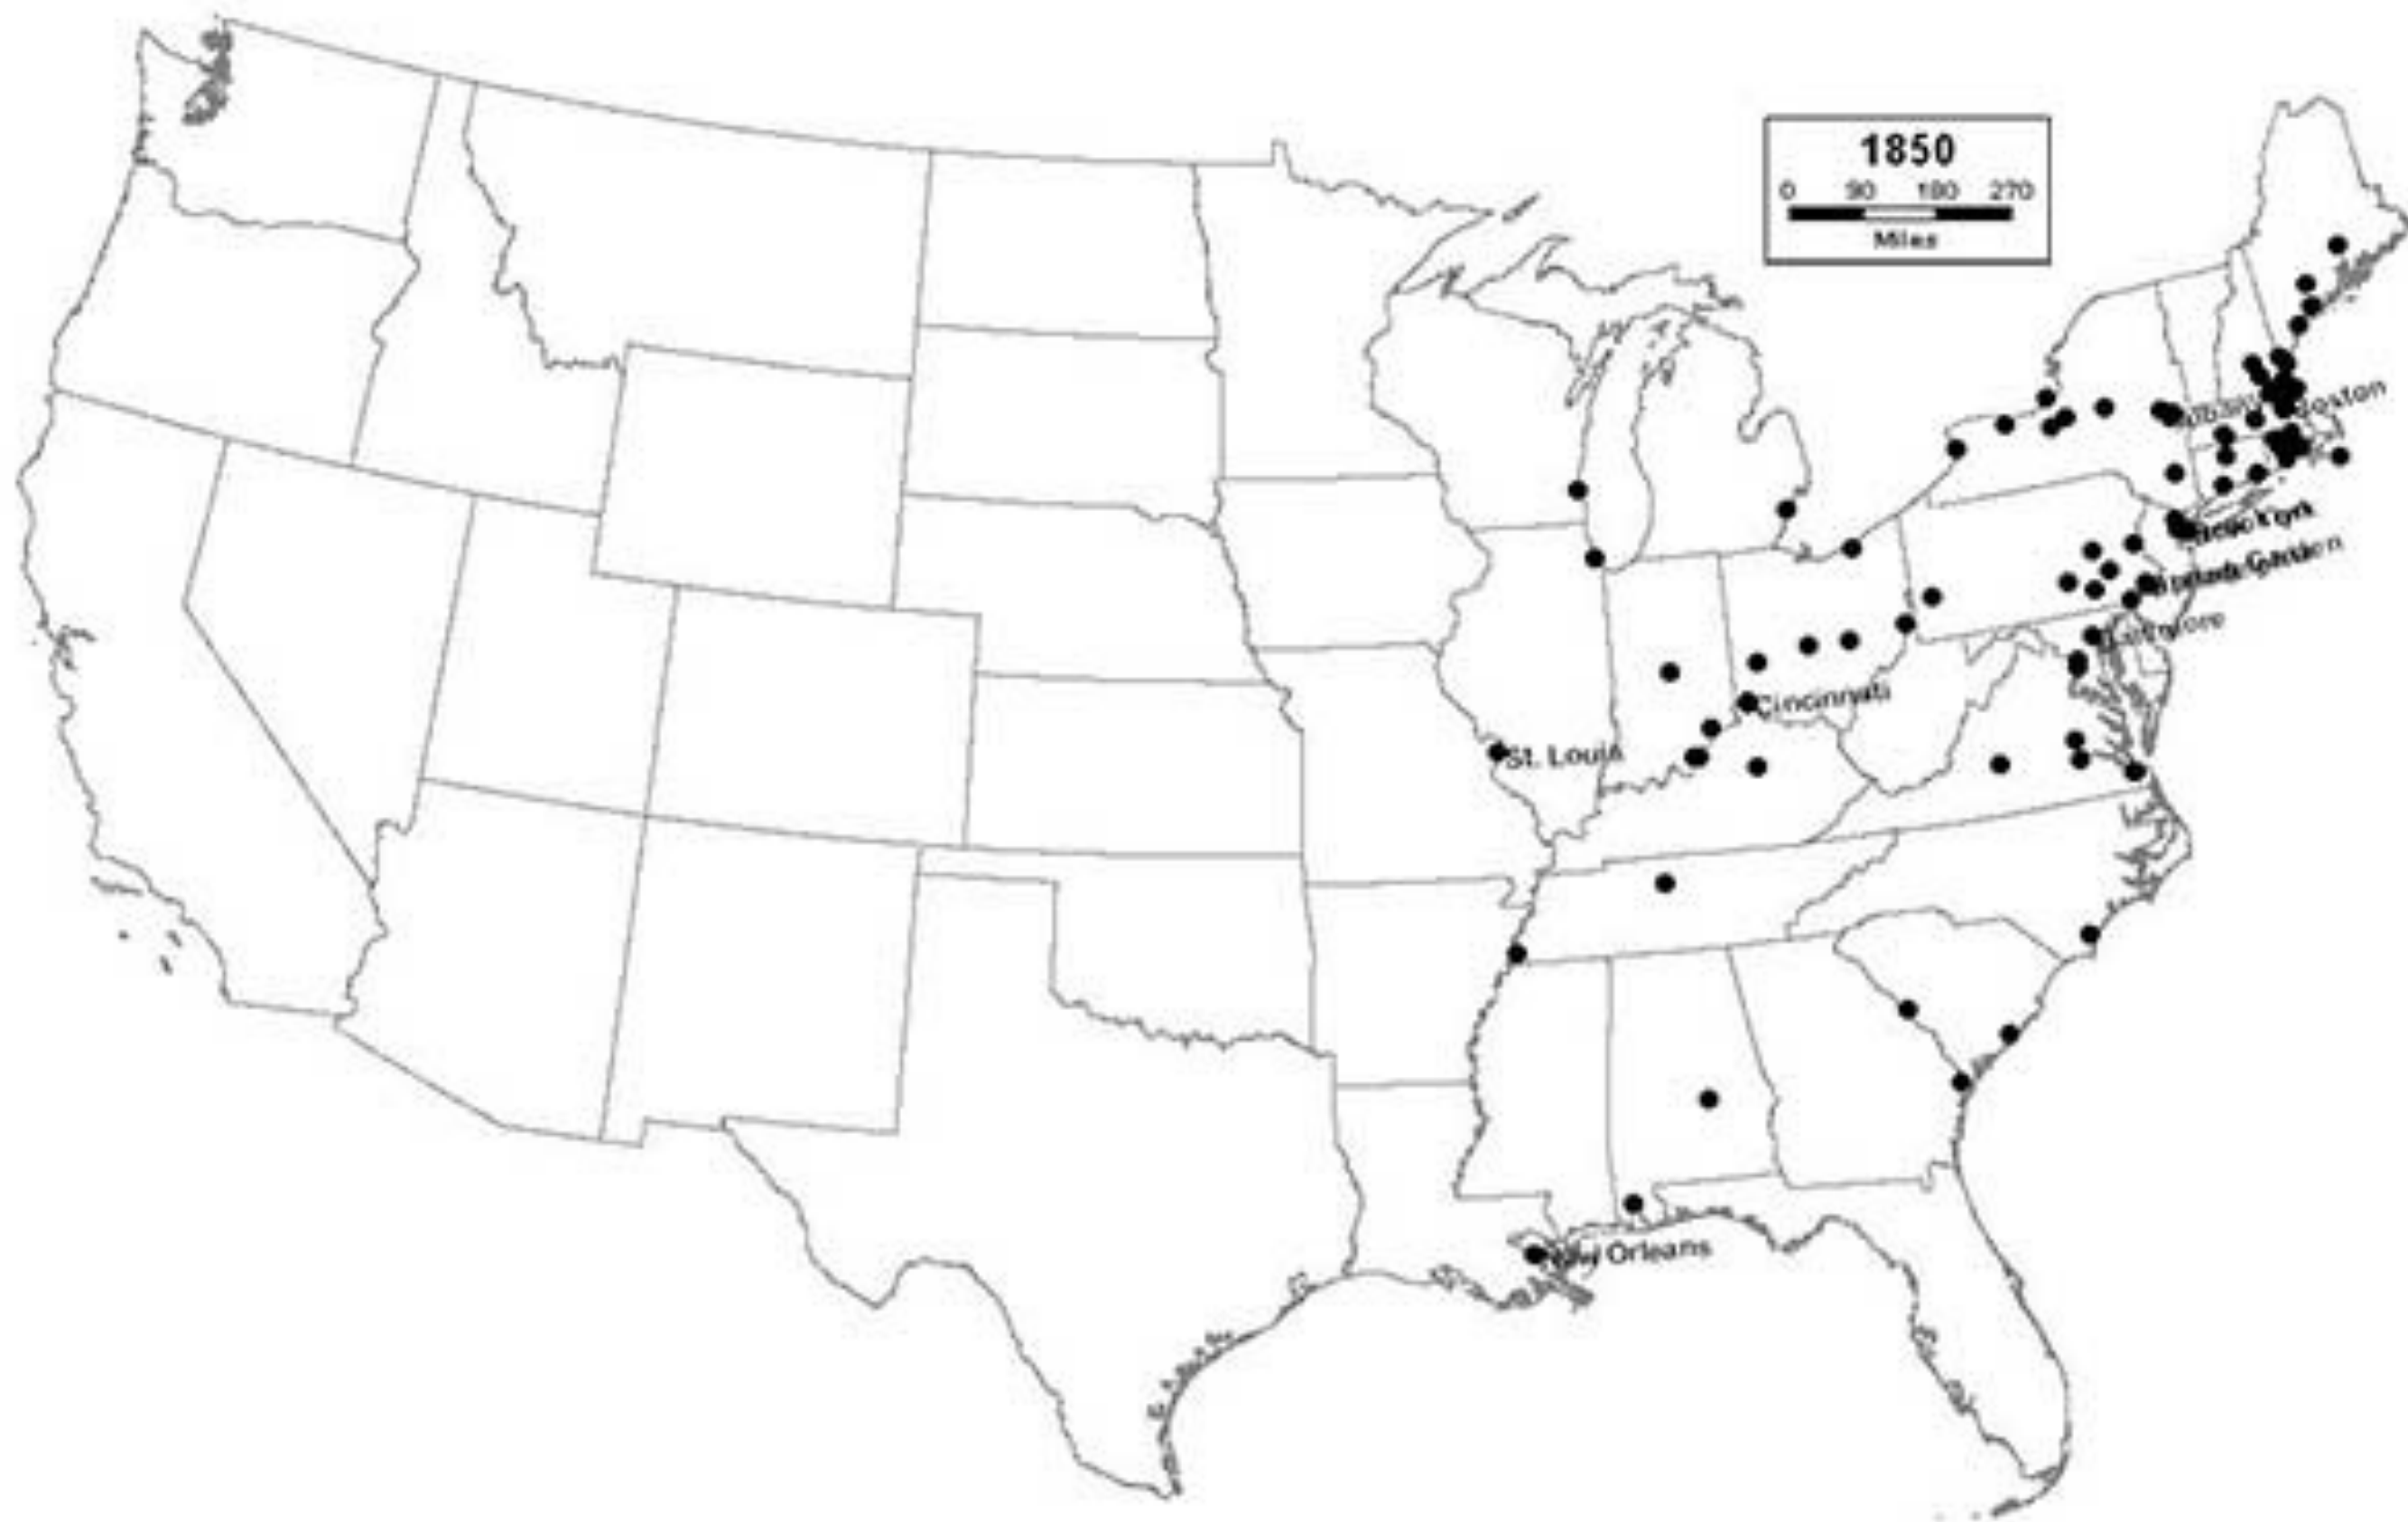 1850
0 90 180 270
Miles
Boston
New York
Baltimore
Cincinnati
St. Louis
New Orleans